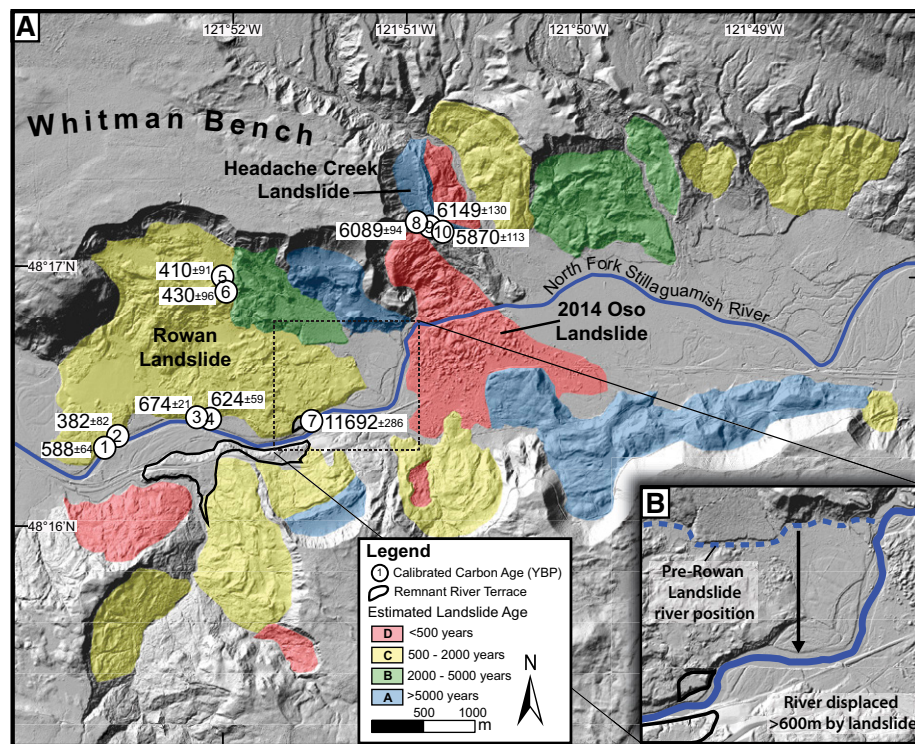 A
121°52'W
121°51'W
121°50'W
121°49'W
Whitman Bench
Headache Creek
Landslide
6149±130
6089±94
8
9
10
5870±113
48°17'N
410±91
5
430±96
6
North Fork Stillaguamish River
2014 Oso
Landslide
Rowan
Landslide
674±21
624±59
3
4
382±82
2
7
11692±286
588±64
1
48°16'N
Legend
1 Calibrated Carbon Age (YBP)
Remnant River Terrace
Estimated Landslide Age
D <500 years
C 500 - 2000 years
B 2000 - 5000 years
A >5000 years
N
500 1000
m
Pre-Rowan
Landslide
river position
B
River displaced
>600m by landslide